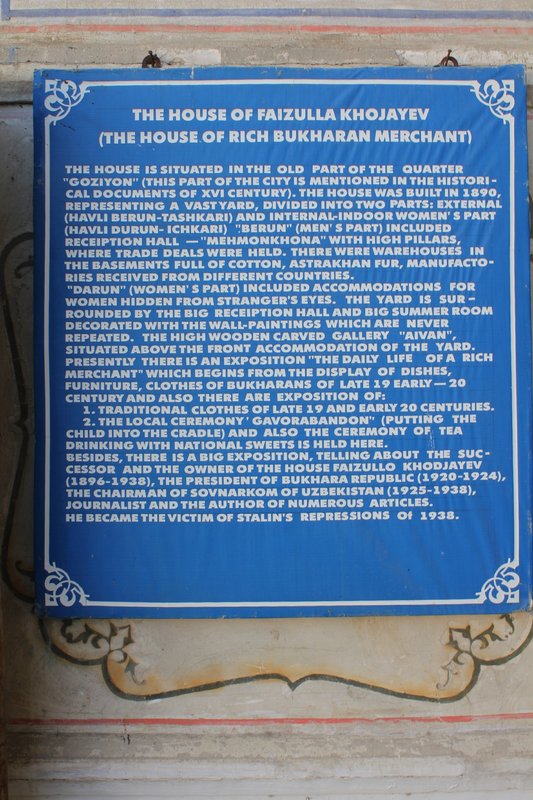 THE HOUSE OF FAIZULLA KHOJAYEV
(THE HOUSE OF RICH BUKHARAN MERCHANT)
THE HOUSE IS SITUATED IN THE OLD PART OF THE QUARTER
"GOZIYON" (THIS PART OF THE CITY IS MENTIONED IN THE HISTORI-
CAL DOCUMENTS OF XVI CENTURY). THE HOUSE WAS BUILT IN 1890,
REPRESENTING A VAST YARD, DIVIDED INTO TWO PARTS: EXTERNAL
(HAVLI BERUN-TASHKARI) AND INTERNAL-INDOOR WOMEN'S PART
(HAVLI DURUN- ICHKARI) "BERUN" (MEN'S PART) INCLUDED
RECEIPTION HALL — "MEHMONKHONA" WITH HIGH PILLARS,
WHERE TRADE DEALS WERE HELD. THERE WERE WAREHOUSES IN
THE BASEMENTS FULL OF COTTON, ASTRAKHAN FUR, MANUFACTO-
RIES RECEIVED FROM DIFFERENT COUNTRIES.
"DARUN" (WOMEN'S PART) INCLUDED ACCOMMODATIONS FOR
WOMEN HIDDEN FROM STRANGER'S EYES. THE YARD IS SUR-
ROUNDED BY THE BIG RECEIPTION HALL AND BIG SUMMER ROOM
DECORATED WITH THE WALL-PAINTINGS WHICH ARE NEVER
REPEATED. THE HIGH WOODEN CARVED GALLERY "AIVAN",
SITUATED ABOVE THE FRONT ACCOMMODATION OF THE YARD.
PRESENTLY THERE IS AN EXPOSITION "THE DAILY LIFE OF A RICH
MERCHANT" WHICH BEGINS FROM THE DISPLAY OF DISHES,
FURNITURE, CLOTHES OF BUKHARANS OF LATE 19 EARLY — 20
CENTURY AND ALSO THERE ARE EXPOSITION OF:
1. TRADITIONAL CLOTHES OF LATE 19 AND EARLY 20 CENTURIES.
2. THE LOCAL CEREMONY ' GAVORABANDON" (PUTTING THE
CHILD INTO THE CRADLE) AND ALSO THE CEREMONY OF TEA
DRINKING WITH NATIONAL SWEETS IS HELD HERE.
BESIDES, THERE IS A BIG EXPOSITION, TELLING ABOUT THE SUC-
CESSOR AND THE OWNER OF THE HOUSE FAIZULLO KHODJAYEV
(1896-1938), THE PRESIDENT OF BUKHARA REPUBLIC (1920-1924),
THE CHAIRMAN OF SOVNARKOM OF UZBEKISTAN (1925-1938),
JOURNALIST AND THE AUTHOR OF NUMEROUS ARTICLES.
HE BECAME THE VICTIM OF STALIN'S REPRESSIONS Of 1938.